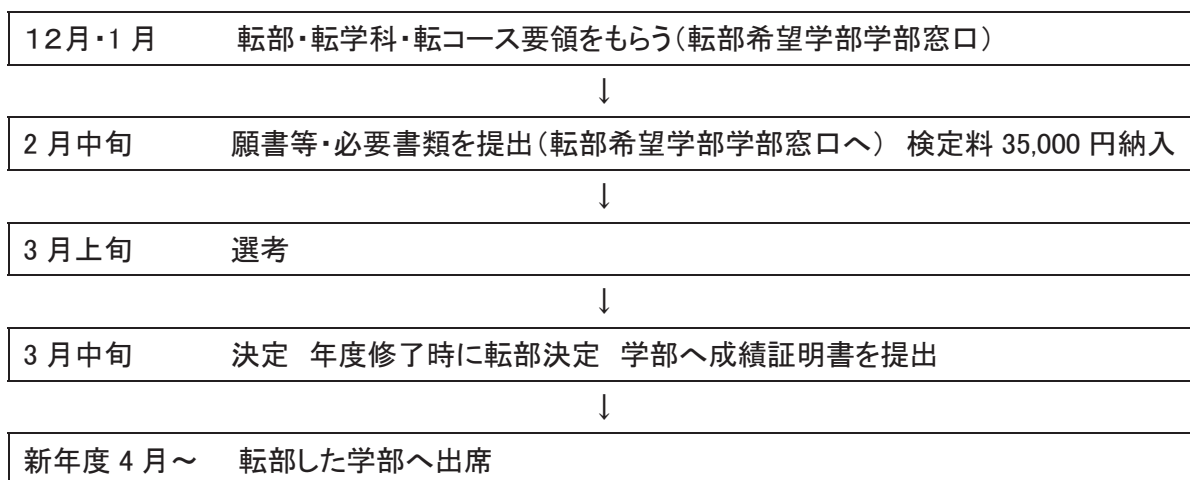 12月・1月 転部・転学科・転コース要領をもらう（転部希望学部学部窓口）
↓
2月中旬 願書等・必要書類を提出（転部希望学部学部窓口へ） 検定料 35,000 円納入
↓
3月上旬 選考
↓
3月中旬 決定 年度修了時に転部決定 学部へ成績証明書を提出
↓
新年度 4月～ 転部した学部へ出席